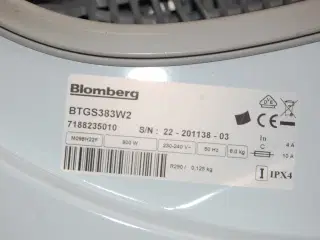 Blomberg
BTGS383W2
7188235010 S/N : 22 - 201138 - 03
220-240 V~ 50 Hz 8.0 kg
4 A
10 A
R290 / 0,125 kg
I IPX4